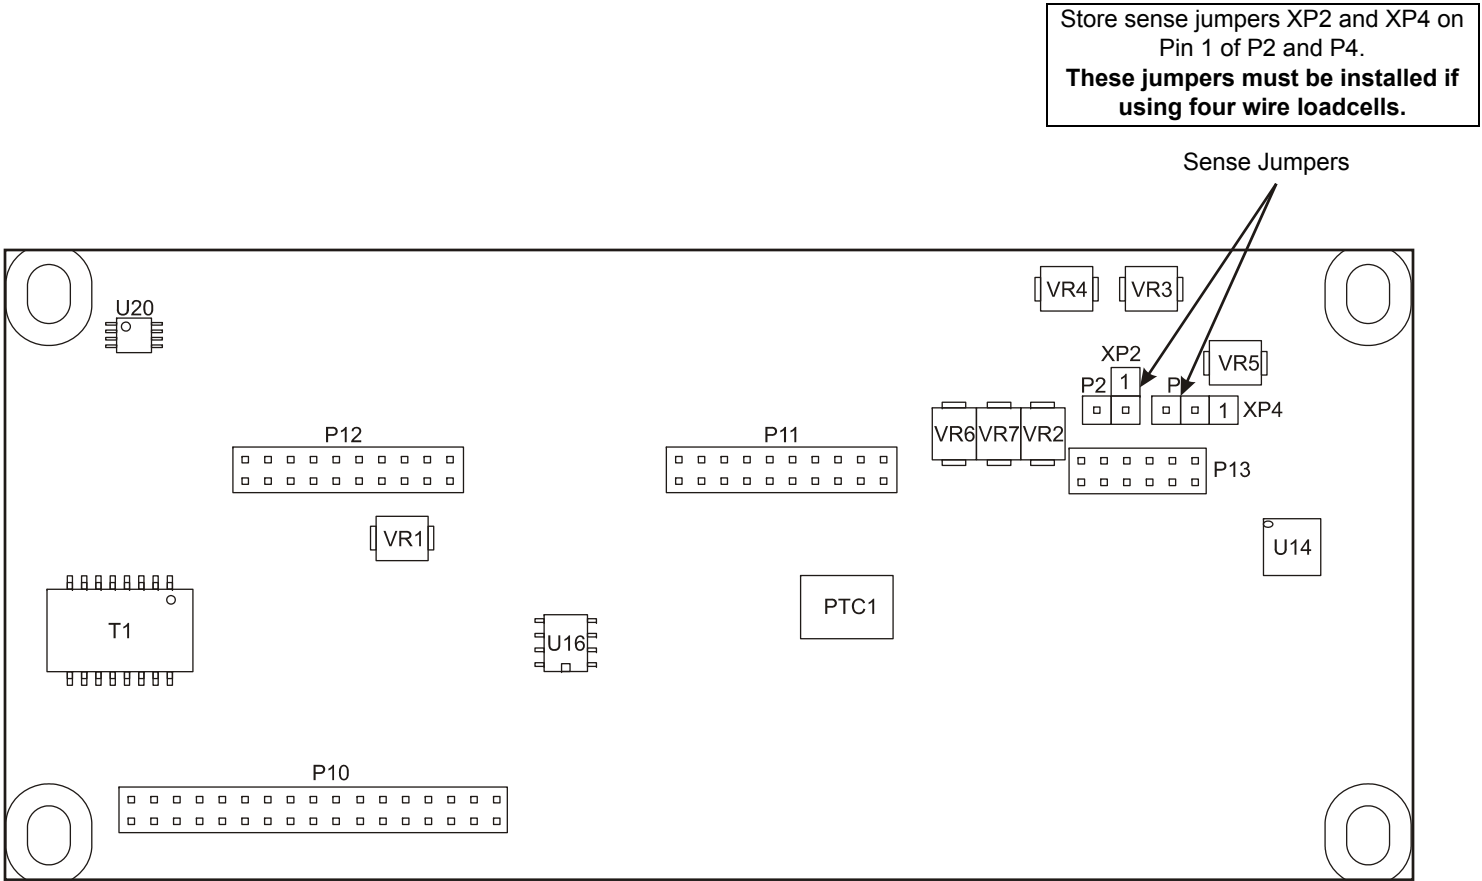 Store sense jumpers XP2 and XP4 on
Pin 1 of P2 and P4.
These jumpers must be installed if
using four wire loadcells.
Sense Jumpers
U20
VR4
VR3
XP2
VR5
P2
1
P
1
XP4
P12
P11
VR6
VR7
VR2
P13
VR1
U14
PTC1
T1
U16
P10